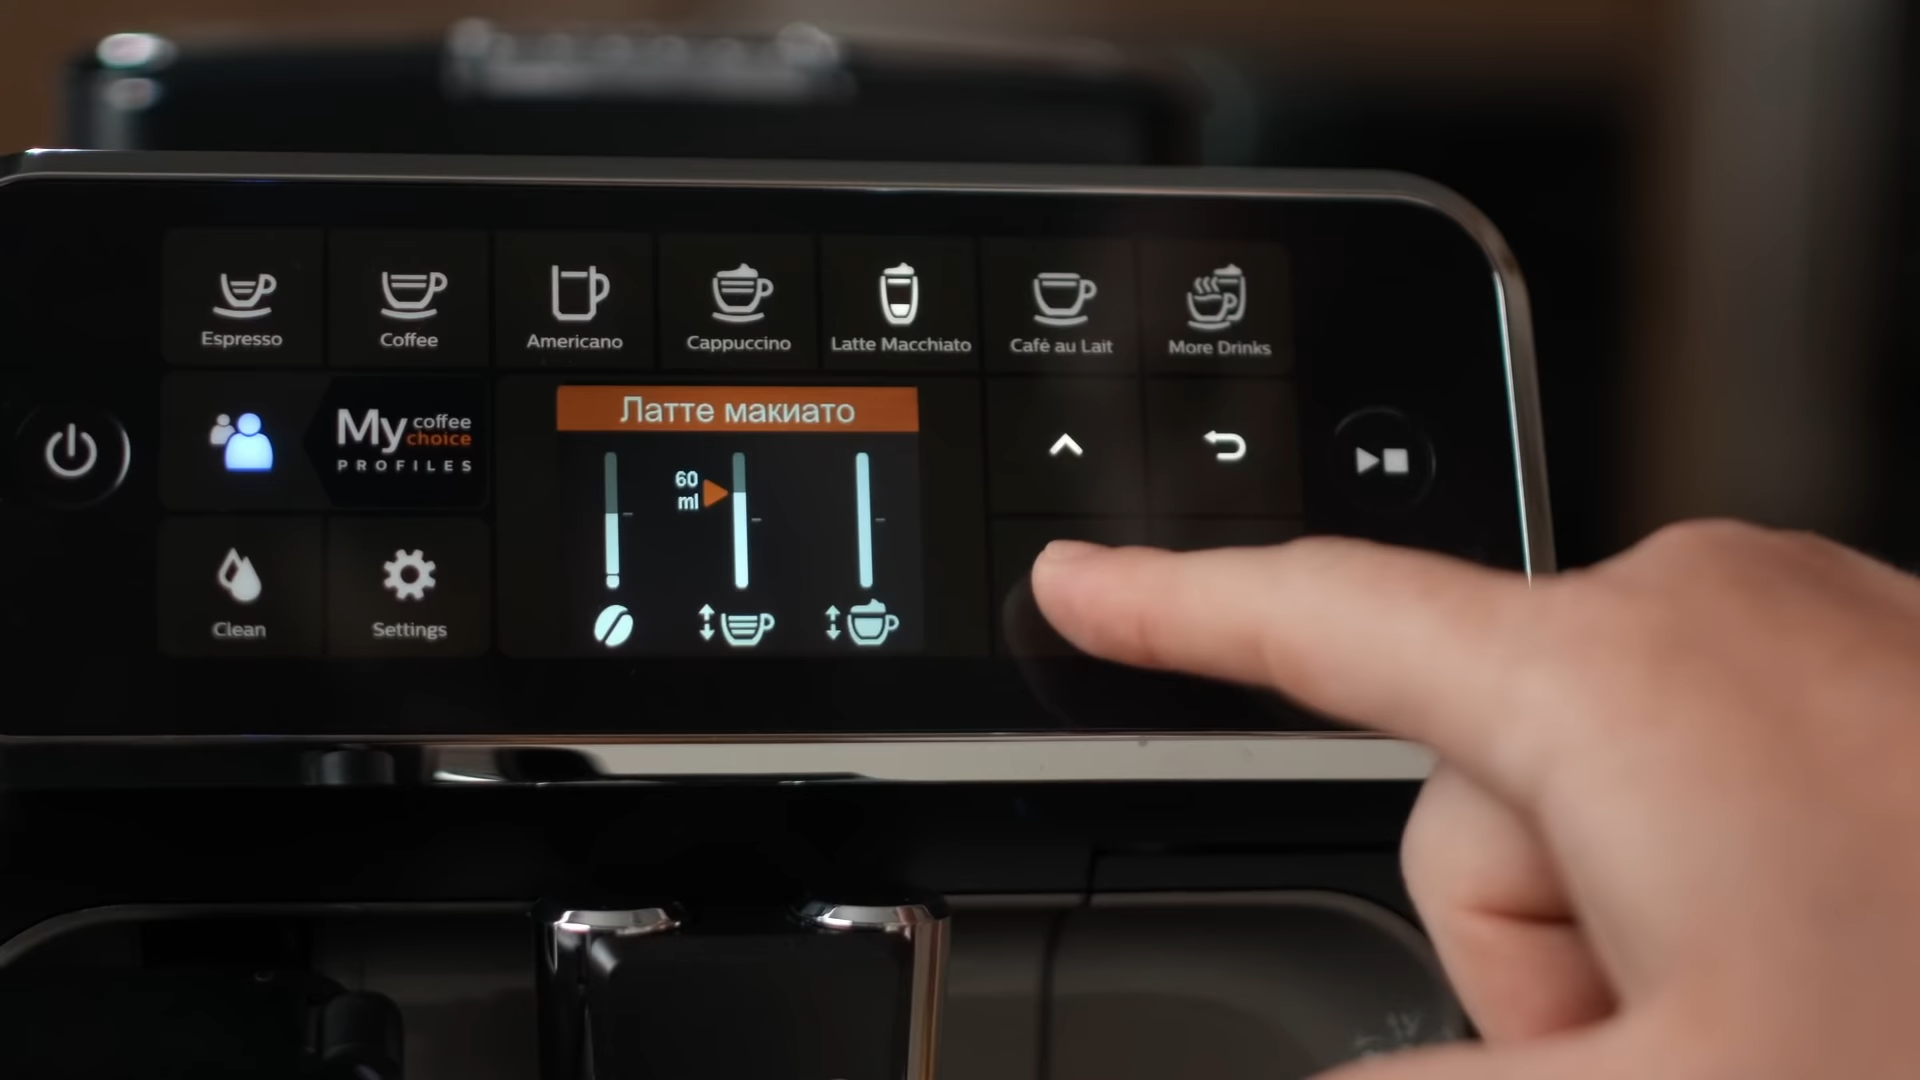 Espresso
Coffee
Americano
Cappuccino
Latte Macchiato
Café au Lait
More Drinks
My coffee choice
PROFILES
Латте макиато
60
ml
Clean
Settings